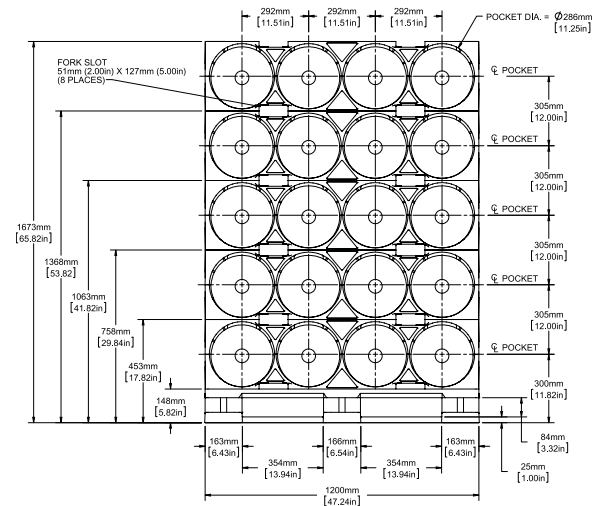 292mm
[11.51in]
292mm
[11.51in]
292mm
[11.51in]
POCKET DIA. = Ø286mm
[11.25in]
FORK SLOT
51mm (2.00in) X 127mm (5.00in)
(8 PLACES)
℄ POCKET
305mm
[12.00in]
℄ POCKET
305mm
[12.00in]
℄ POCKET
305mm
[12.00in]
℄ POCKET
305mm
[12.00in]
℄ POCKET
300mm
[11.82in]
1673mm
[65.82in]
1368mm
[53.82]
1063mm
[41.82in]
758mm
[29.84in]
453mm
[17.82in]
148mm
[5.82in]
163mm
[6.43in]
166mm
[6.54in]
163mm
[6.43in]
84mm
[3.32in]
354mm
[13.94in]
354mm
[13.94in]
25mm
[1.00in]
1200mm
[47.24in]